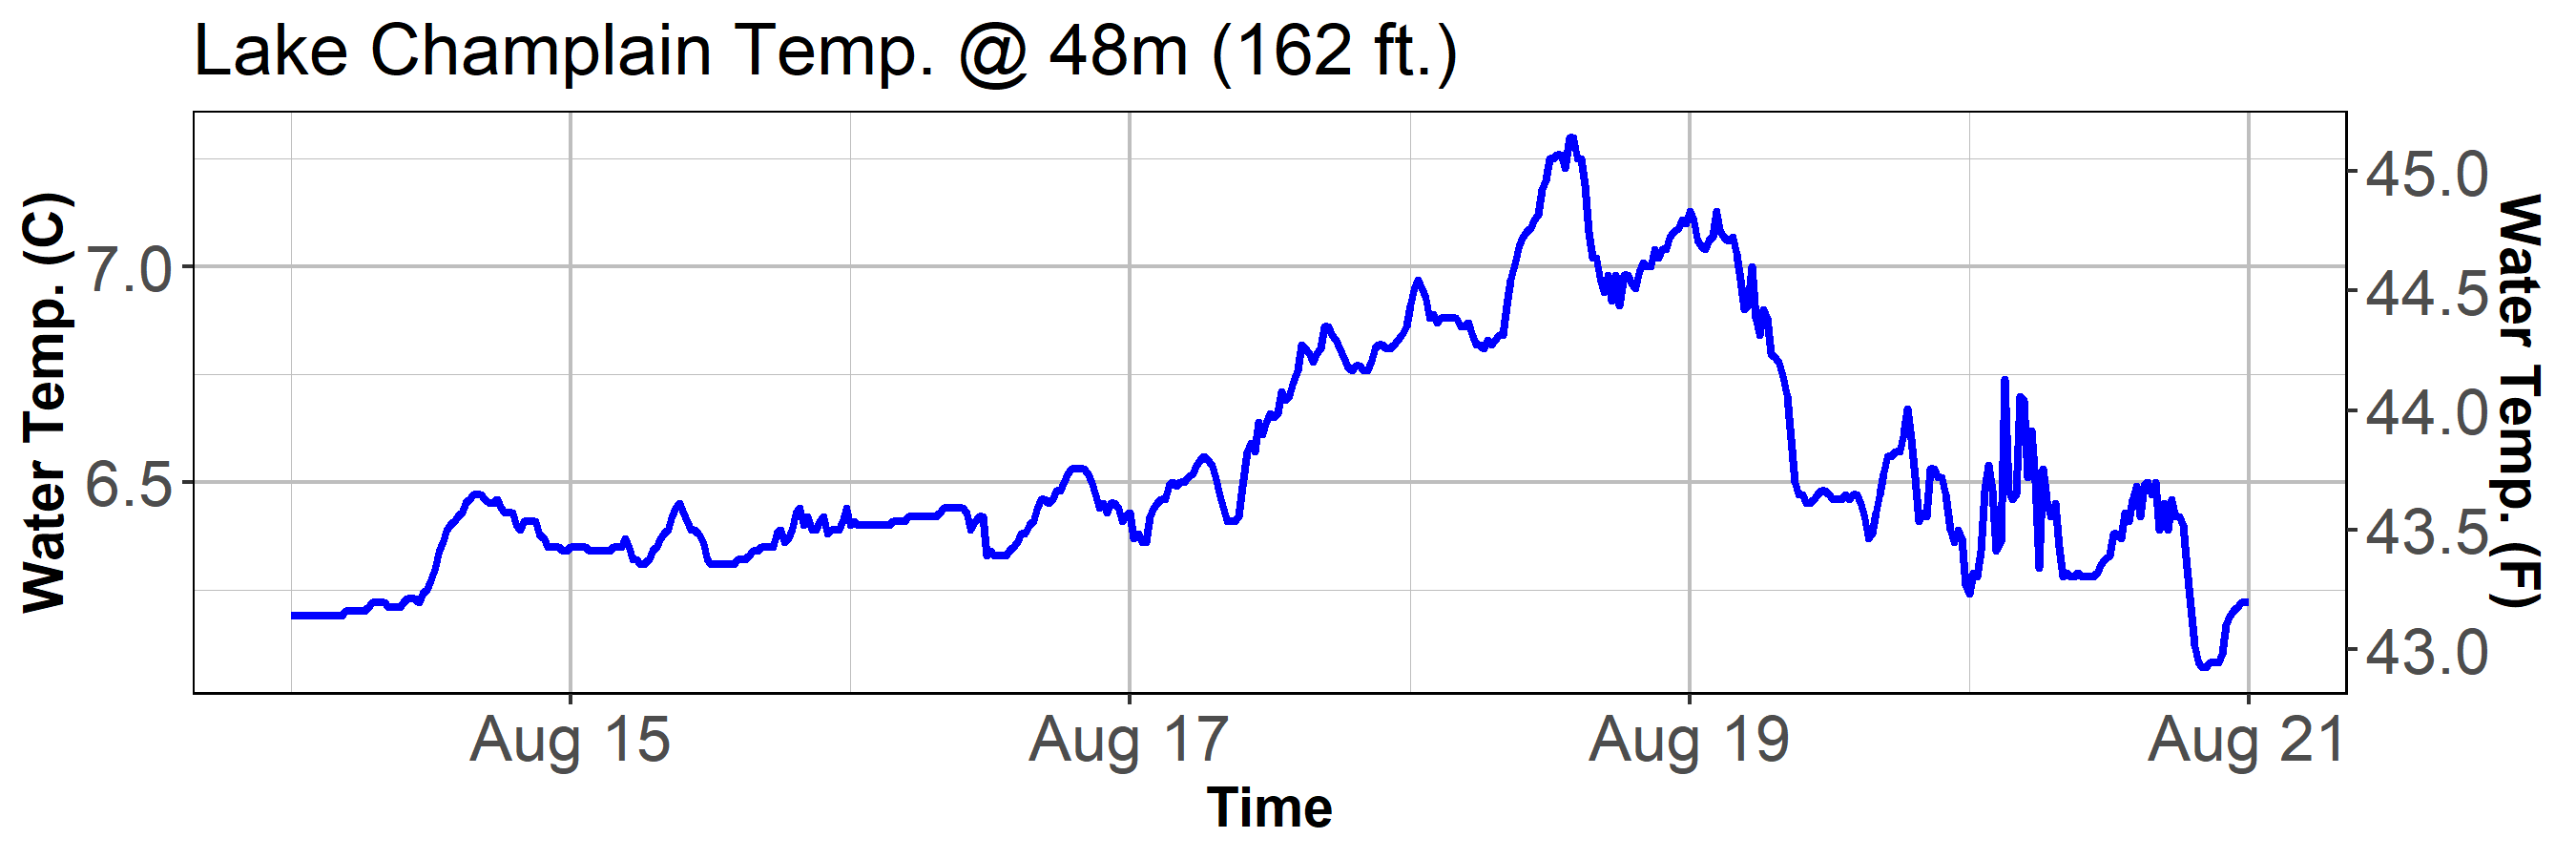 Lake Champlain Temp. @ 48m (162 ft.)
Water Temp. (C)
7.0
6.5
45.0
44.5
44.0
43.5
43.0
Water Temp. (F)
Aug 15
Aug 17
Aug 19
Aug 21
Time